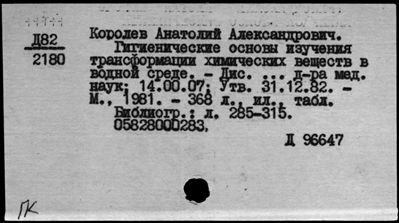 Королев Анатолий Александрович.
Д82
2180
Гигиенические основы изучения
трансформации химических веществ в
водной среде. – Дис. ... д-ра мед.
наук: 14.00.07; Утв. 31.12.82. –
М., 1981. – 368 л., ил., табл.
Библиогр.: л. 285-315.
05828000283.
Д 96647
ГК